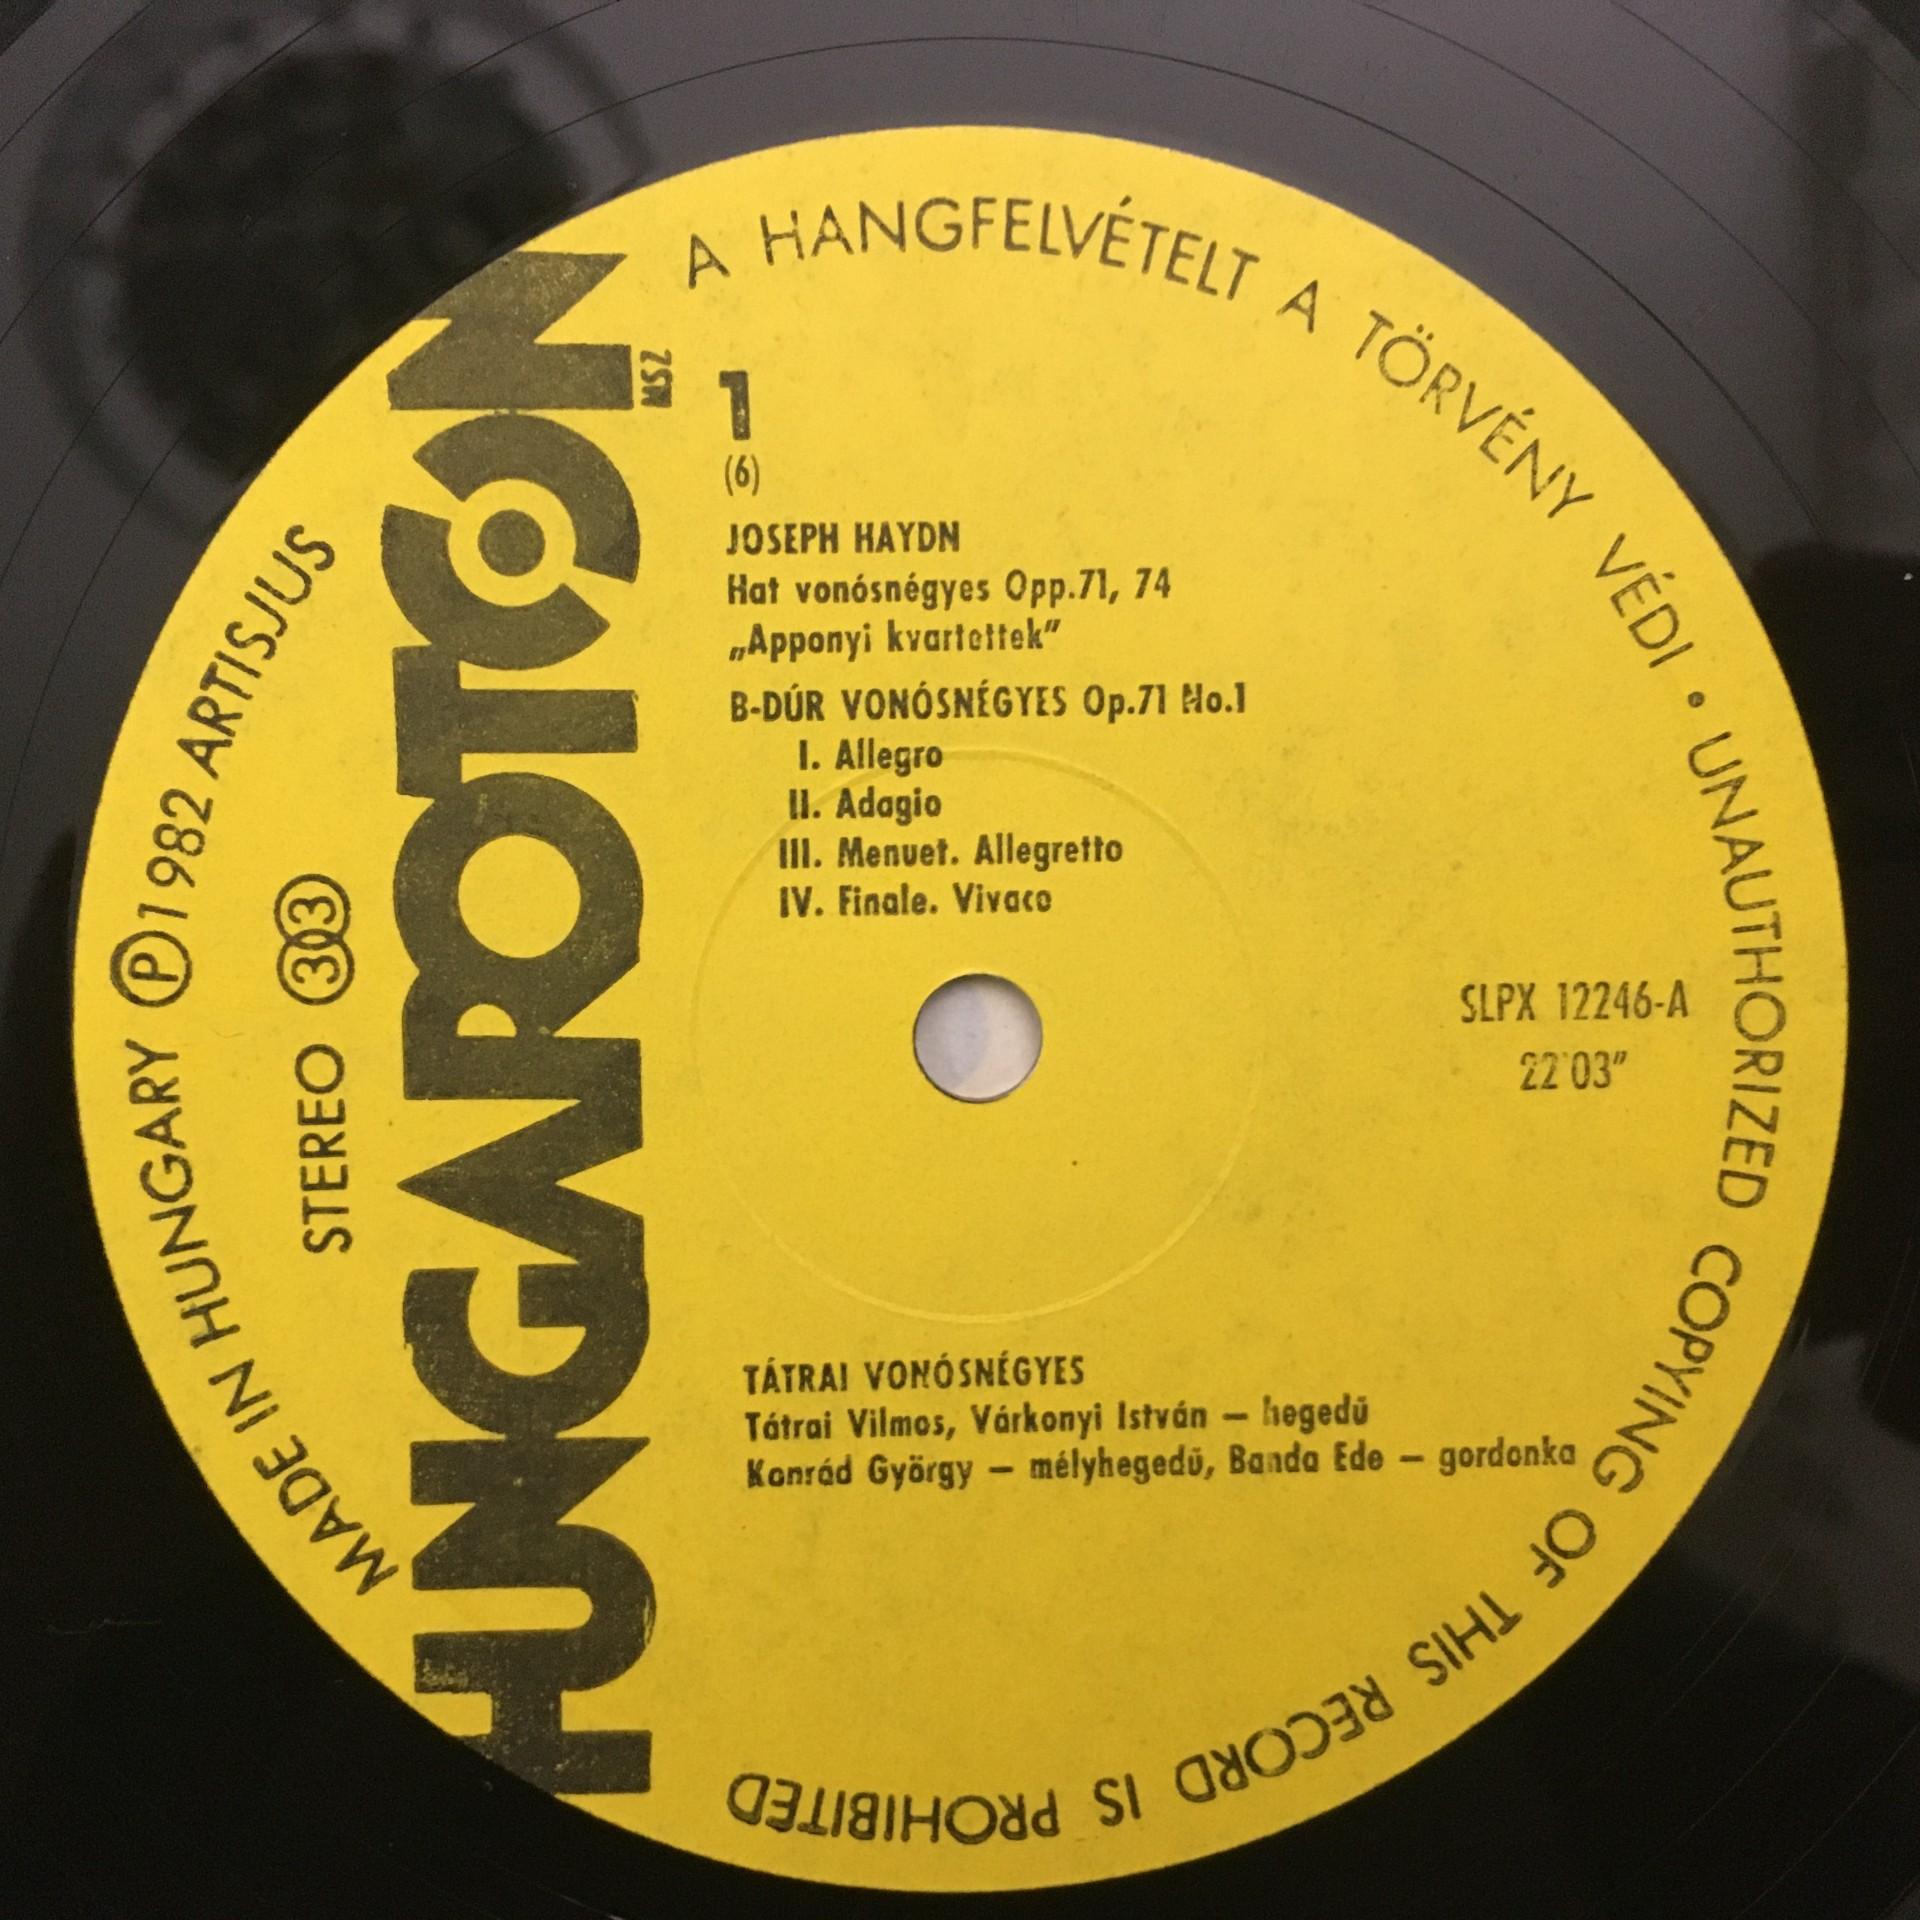 A HANGFELVÉTELT A TÖRVÉNY VÉDI • UNAUTHORIZED COPYING OF THIS RECORD IS PROHIBITED
MADE IN HUNGARY Ⓟ 1982 ARTISJUS
STEREO 33
HUNGAROTON
MSZ
1
(6)
JOSEPH HAYDN
Hat vonósnégyes Opp.71, 74
„Apponyi kvartettek”
B-DÚR VONÓSNÉGYES Op.71 No.1
I. Allegro
II. Adagio
III. Menuet. Allegretto
IV. Finale. Vivace
SLPX 12246-A
22'03”
TÁTRAI VONÓSNÉGYES
Tátrai Vilmos, Várkonyi István – hegedű
Konrád György – mélyhegedű, Banda Ede – gordonka